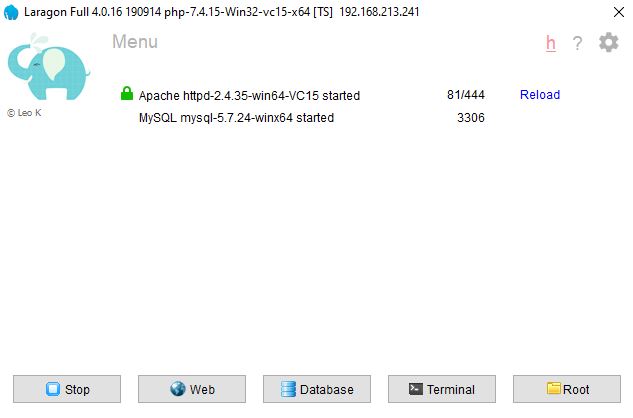 Laragon Full 4.0.16 190914 php-7.4.15-Win32-vc15-x64 [TS] 192.168.213.241
Menu
h ?
Apache httpd-2.4.35-win64-VC15 started 81/444 Reload
© Leo K
MySQL mysql-5.7.24-winx64 started 3306
Stop Web Database Terminal Root